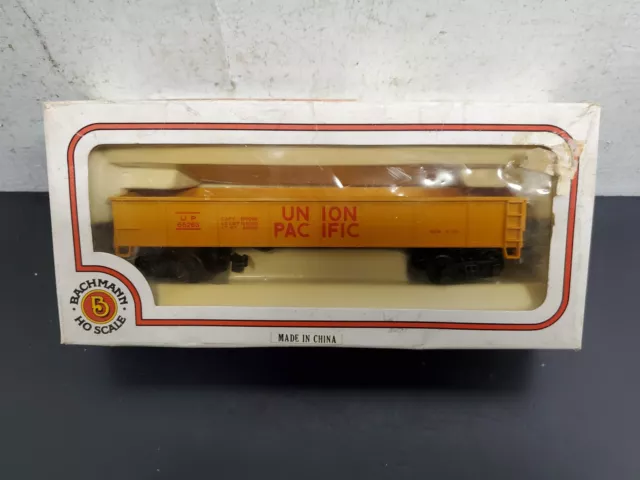 UN ION
PAC IFIC
U P
BACHMANN
B
HO SCALE
MADE IN CHINA